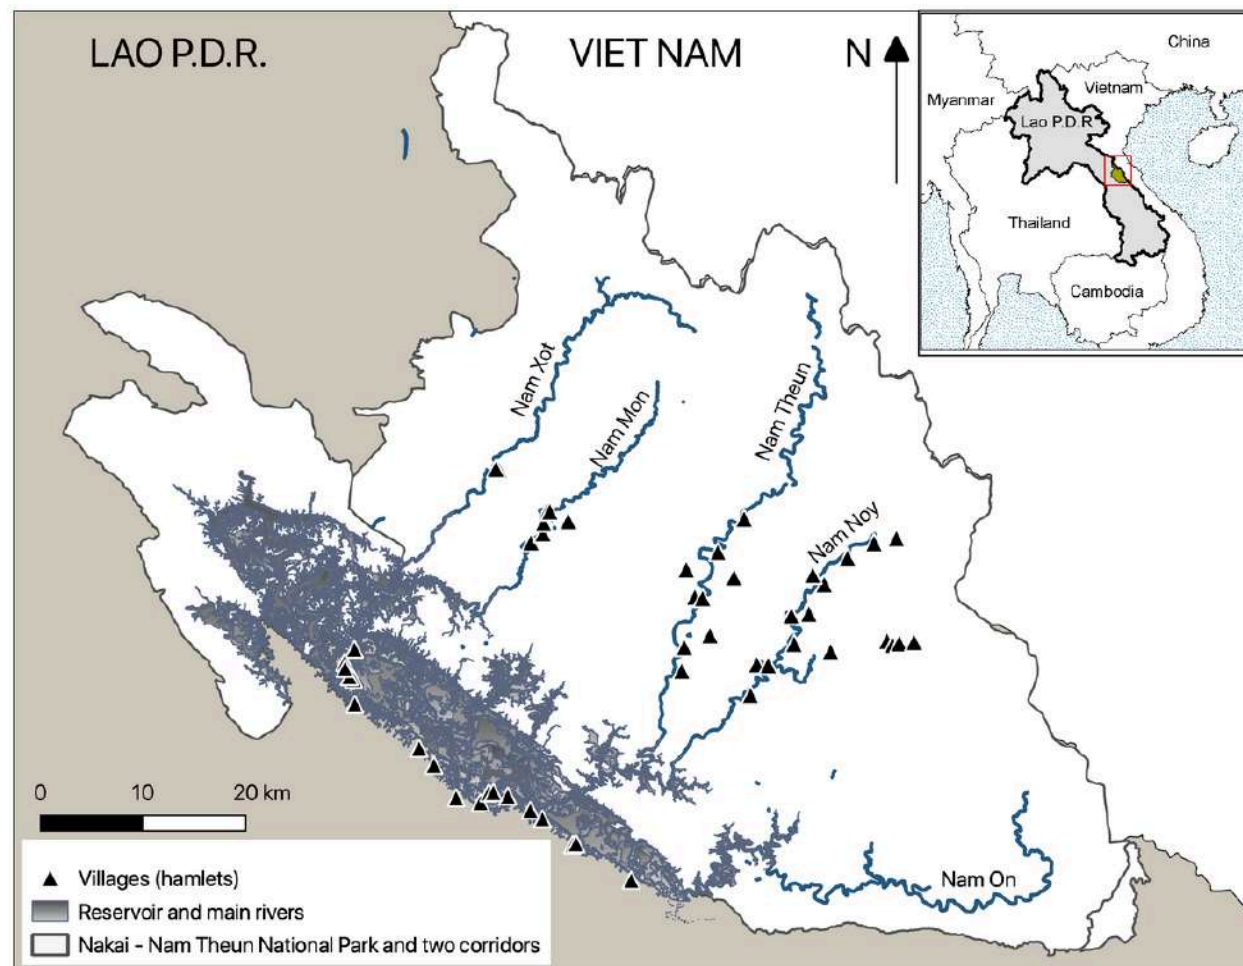 LAO P.D.R.
VIET NAM
N
China
Myanmar
Vietnam
Lao P.D.R
Thailand
Cambodia
Nam Xot
Nam Mon
Nam Theun
Nam Noy
Nam On
0 10 20 km
Villages (hamlets)
Reservoir and main rivers
Nakai - Nam Theun National Park and two corridors